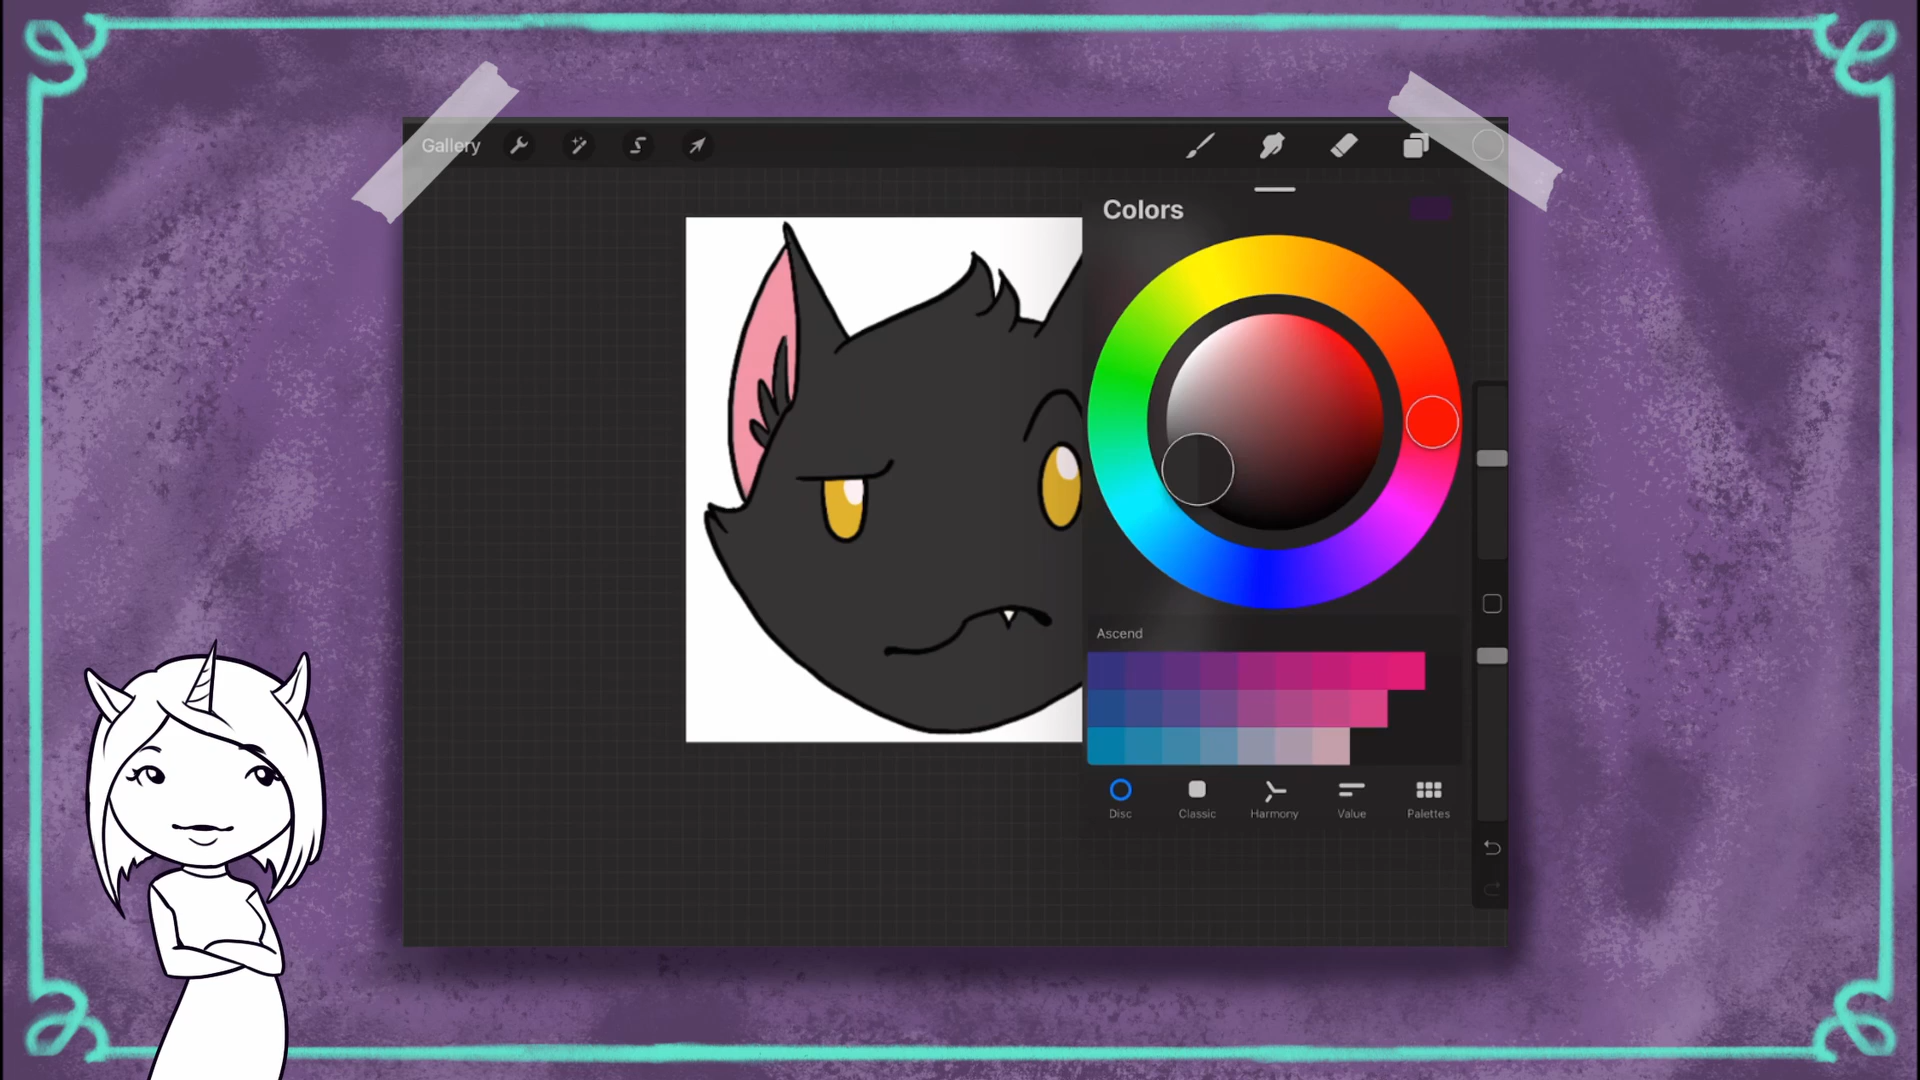 Gallery
Colors
Ascend
Disc
Classic
Harmony
Value
Palettes